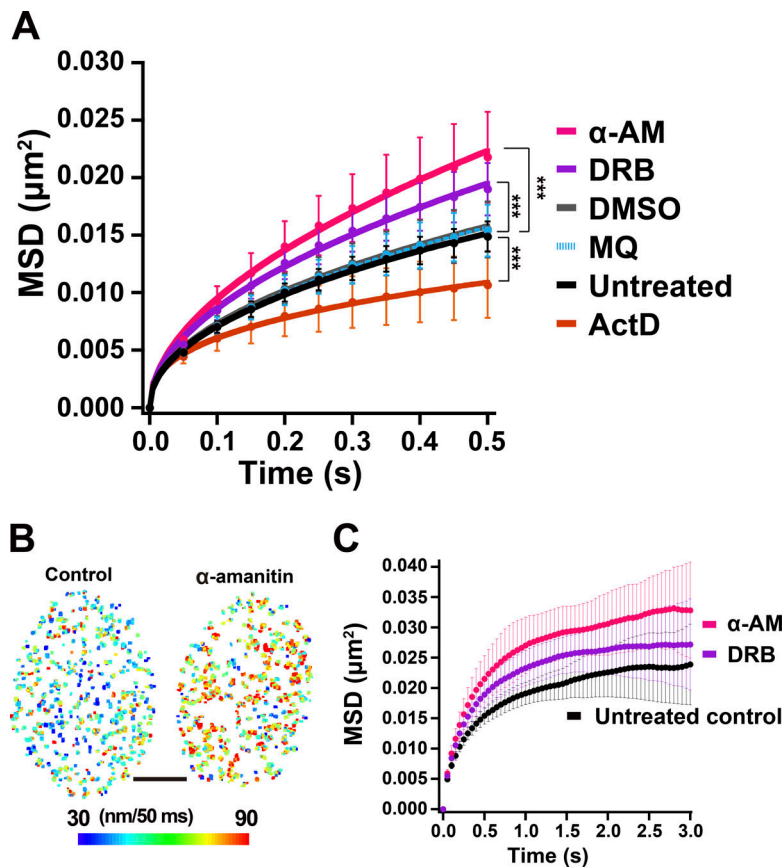 A
MSD (μm²)
0.030
0.025
0.020
0.015
0.010
0.005
0.000
0.0 0.1 0.2 0.3 0.4 0.5
Time (s)
***
***
***
α-AM
DRB
DMSO
MQ
Untreated
ActD
B
Control α-amanitin
30 (nm/50 ms) 90
C
MSD (μm²)
0.040
0.035
0.030
0.025
0.020
0.015
0.010
0.005
0.000
0.0 0.5 1.0 1.5 2.0 2.5 3.0
Time (s)
α-AM
DRB
Untreated control